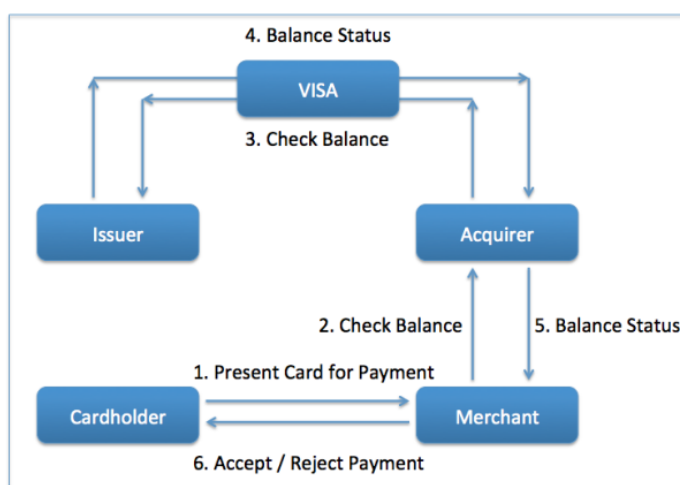 4. Balance Status
VISA
3. Check Balance
Issuer
Acquirer
2. Check Balance
5. Balance Status
1. Present Card for Payment
Cardholder
Merchant
6. Accept / Reject Payment